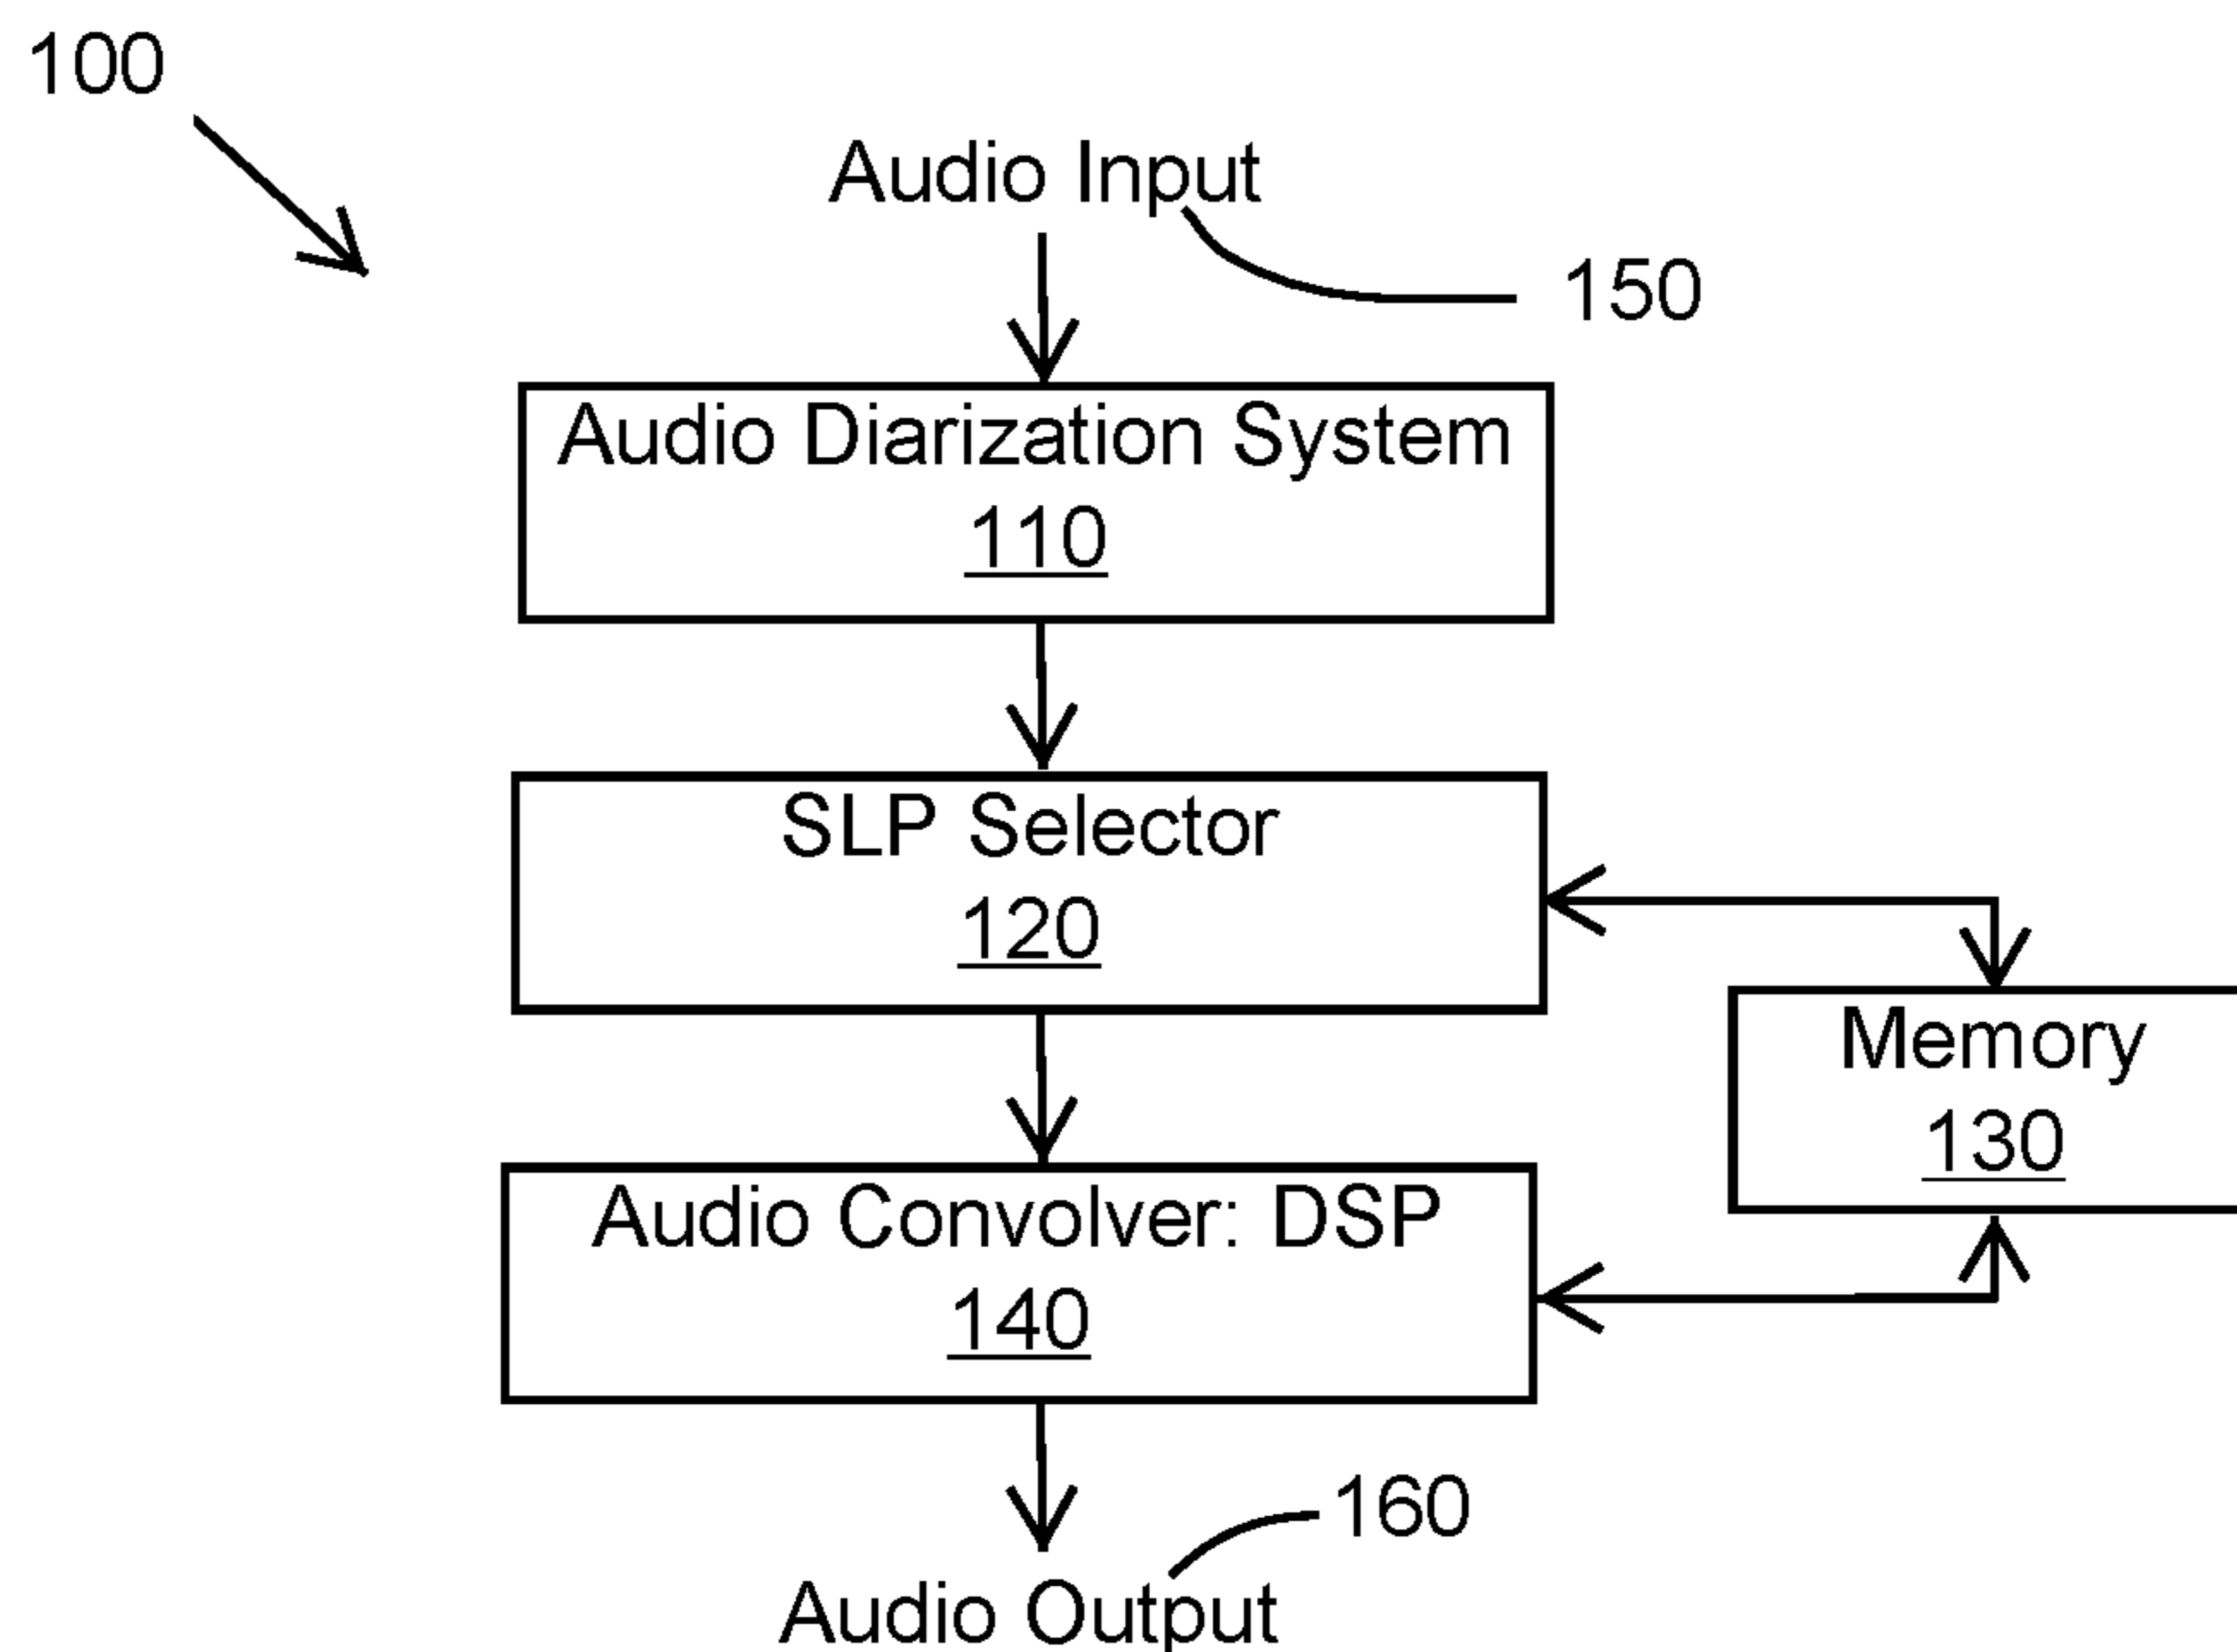 100
Audio Input
150
Audio Diarization System
110
SLP Selector
120
Memory
130
Audio Convolver: DSP
140
160
Audio Output